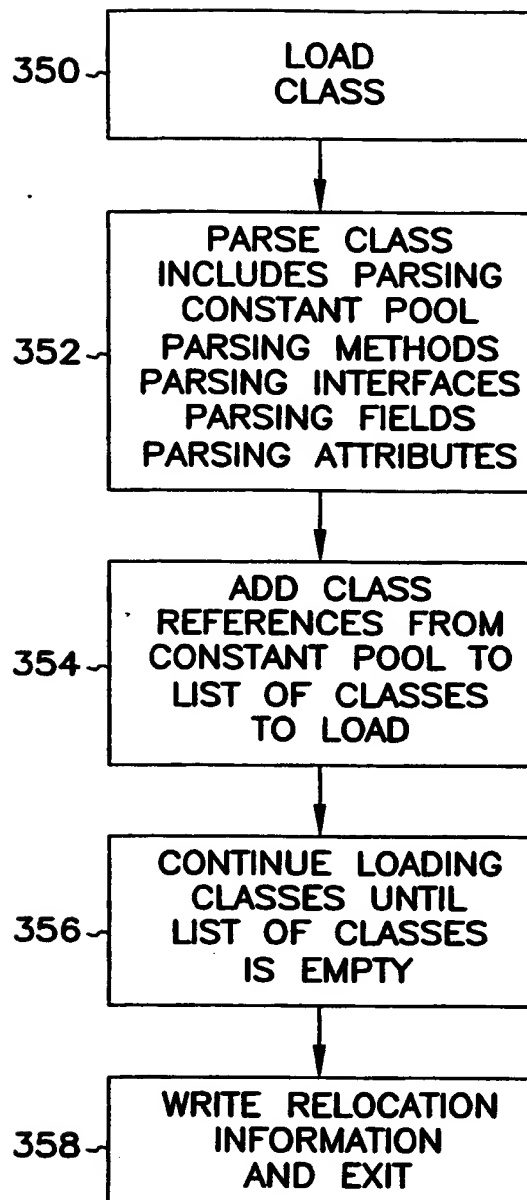 350
LOAD
CLASS
352
PARSE CLASS
INCLUDES PARSING
CONSTANT POOL
PARSING METHODS
PARSING INTERFACES
PARSING FIELDS
PARSING ATTRIBUTES
354
ADD CLASS
REFERENCES FROM
CONSTANT POOL TO
LIST OF CLASSES
TO LOAD
356
CONTINUE LOADING
CLASSES UNTIL
LIST OF CLASSES
IS EMPTY
358
WRITE RELOCATION
INFORMATION
AND EXIT